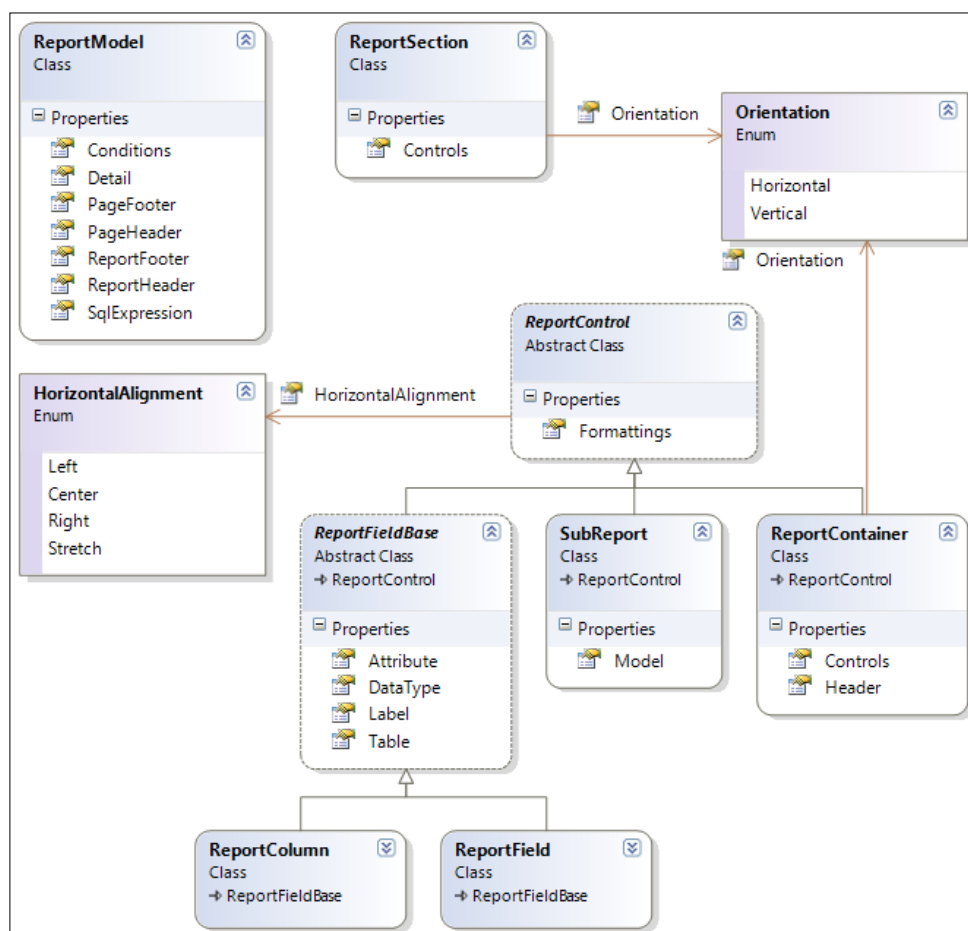 ReportModel
Class
Properties
Conditions
Detail
PageFooter
PageHeader
ReportFooter
ReportHeader
SqlExpression
ReportSection
Class
Properties
Controls
Orientation
Orientation
Enum
Horizontal
Vertical
Orientation
ReportControl
Abstract Class
Properties
Formattings
HorizontalAlignment
HorizontalAlignment
Enum
Left
Center
Right
Stretch
ReportFieldBase
Abstract Class
ReportControl
Properties
Attribute
DataType
Label
Table
SubReport
Class
ReportControl
Properties
Model
ReportContainer
Class
ReportControl
Properties
Controls
Header
ReportColumn
Class
ReportFieldBase
ReportField
Class
ReportFieldBase